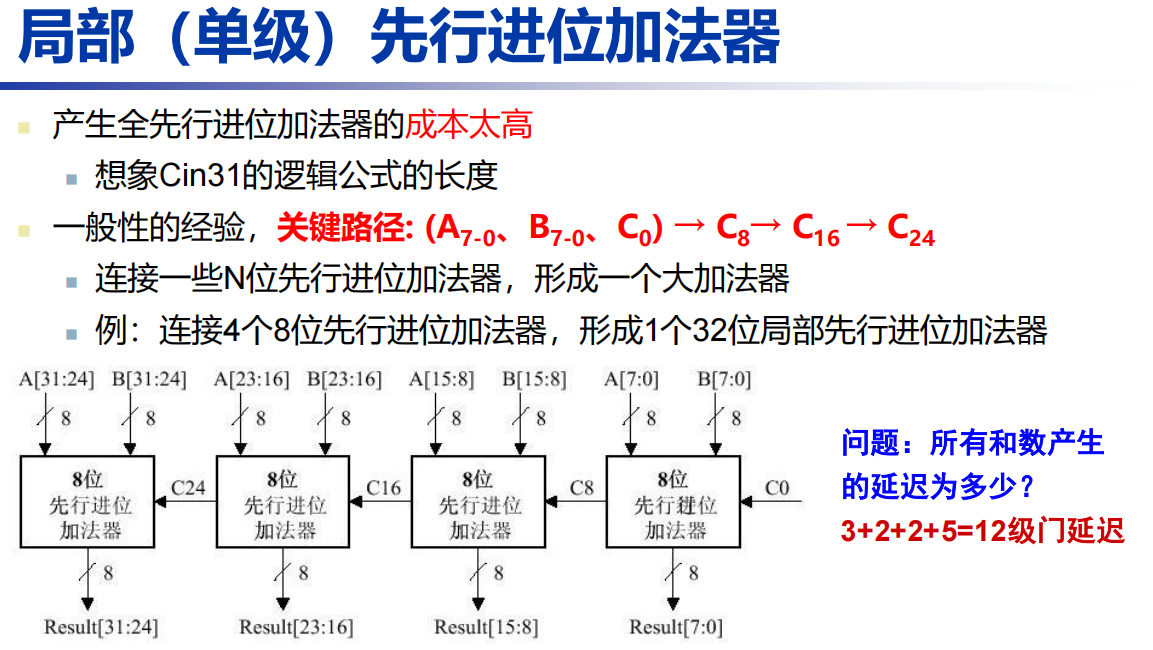 局部（单级）先行进位加法器
产生全先行进位加法器的成本太高
想象Cin31的逻辑公式的长度
一般性的经验，关键路径: (A7-0、B7-0、C0) → C8→ C16 → C24
连接一些N位先行进位加法器，形成一个大加法器
例：连接4个8位先行进位加法器，形成1个32位局部先行进位加法器
A[31:24] B[31:24] A[23:16] B[23:16] A[15:8] B[15:8] A[7:0] B[7:0]
8 8 8 8 8 8 8 8
8位 8位 8位 8位
C24 C16 C8 C0
先行进位 先行进位 先行进位 先行进位
加法器 加法器 加法器 加法器
8 8 8 8
Result[31:24] Result[23:16] Result[15:8] Result[7:0]
问题：所有和数产生
的延迟为多少？
3+2+2+5=12级门延迟